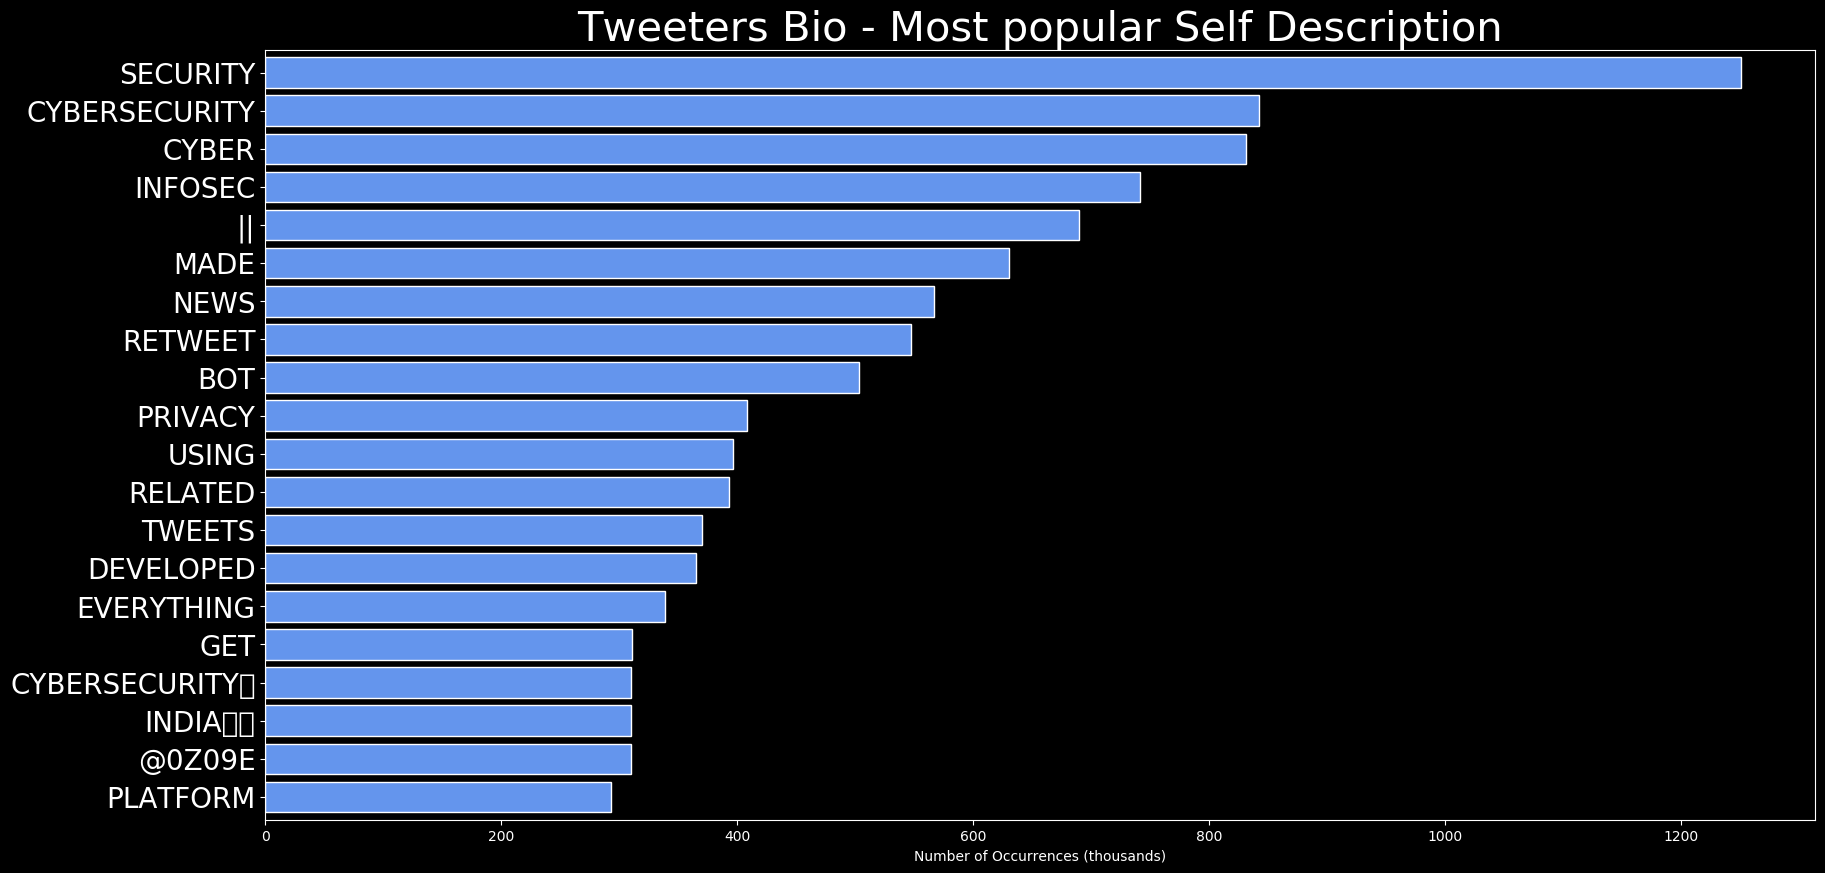 Tweeters Bio - Most popular Self Description
SECURITY
CYBERSECURITY
CYBER
INFOSEC
||
MADE
NEWS
RETWEET
BOT
PRIVACY
USING
RELATED
TWEETS
DEVELOPED
EVERYTHING
GET
CYBERSECURITY▯
INDIA▯▯
@0Z09E
PLATFORM
0 200 400 600 800 1000 1200
Number of Occurrences (thousands)